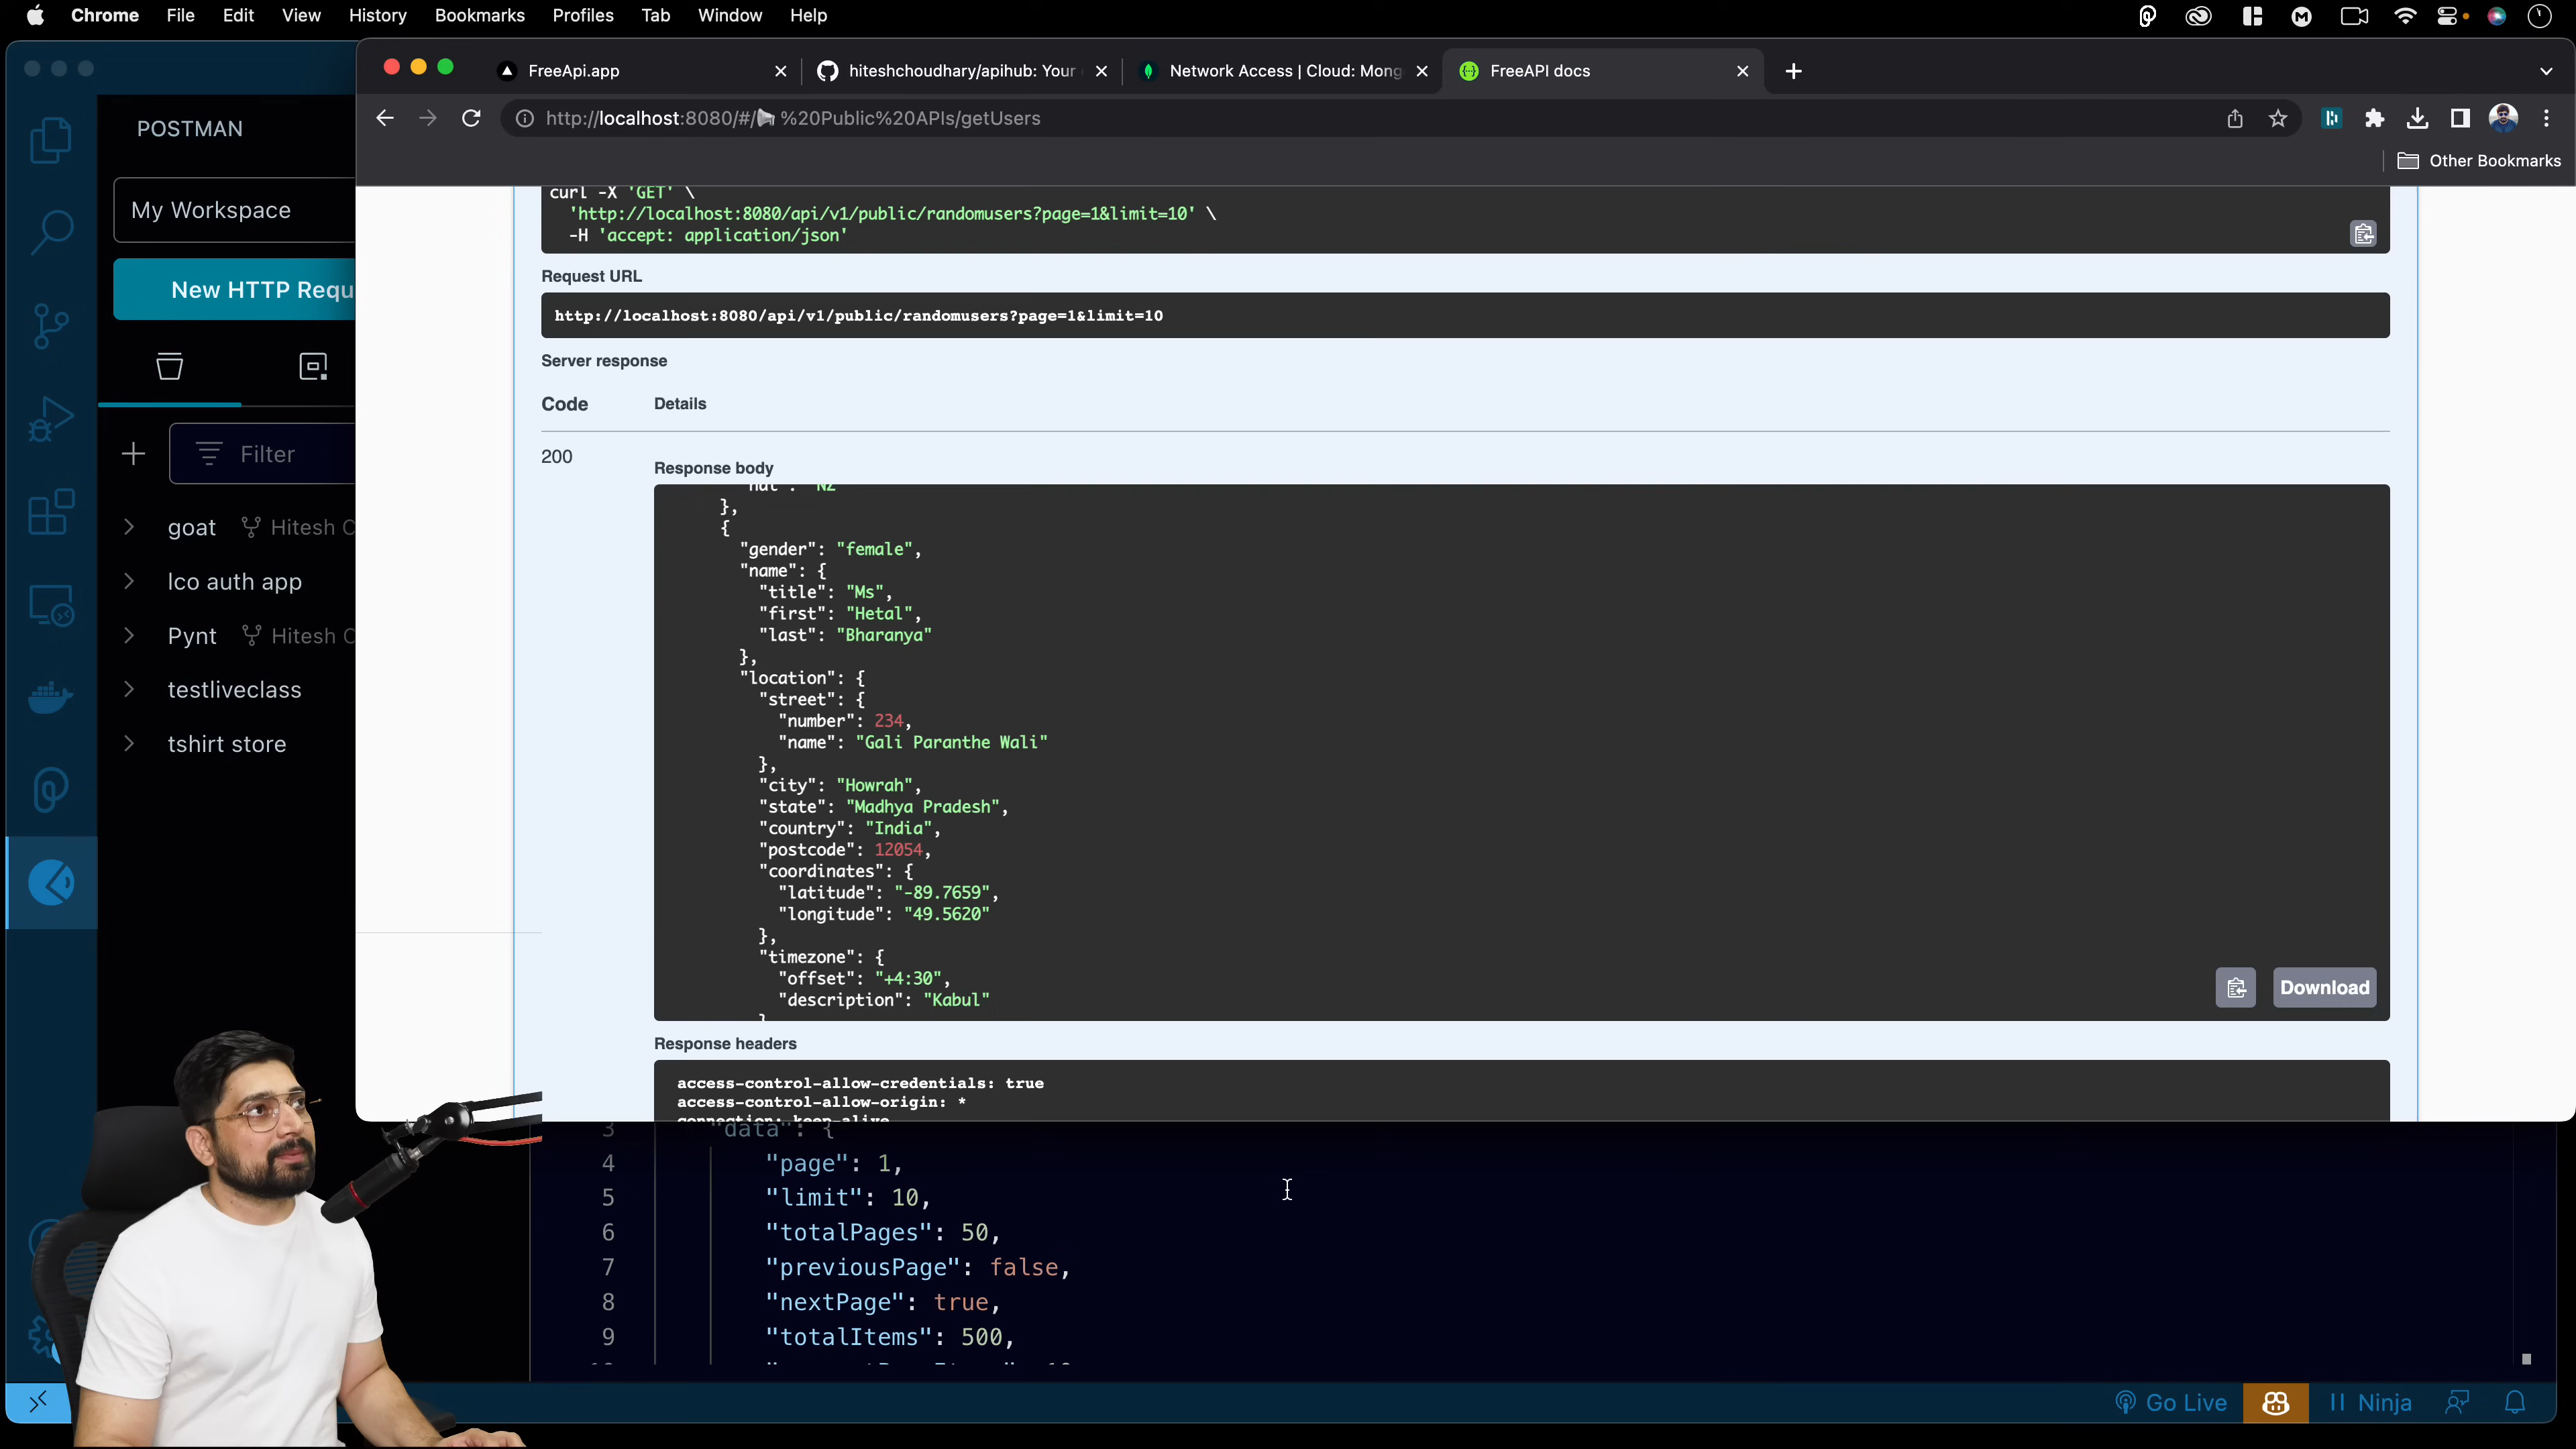 Chrome File Edit View History Bookmarks Profiles Tab Window Help
FreeApi.app
hiteshchoudhary/apihub: Your
Network Access | Cloud: Mong
FreeAPI docs
http://localhost:8080/#/📢%20Public%20APIs/getUsers
Other Bookmarks
POSTMAN
My Workspace
New HTTP Requ
Filter
goat Hitesh C
lco auth app
Pynt Hitesh C
testliveclass
tshirt store
curl -X 'GET' \
'http://localhost:8080/api/v1/public/randomusers?page=1&limit=10' \
-H 'accept: application/json'
Request URL
http://localhost:8080/api/v1/public/randomusers?page=1&limit=10
Server response
Code Details
200
Response body
"nat": "NZ"
},
{
"gender": "female",
"name": {
"title": "Ms",
"first": "Hetal",
"last": "Bharanya"
},
"location": {
"street": {
"number": 234,
"name": "Gali Paranthe Wali"
},
"city": "Howrah",
"state": "Madhya Pradesh",
"country": "India",
"postcode": 12054,
"coordinates": {
"latitude": "-89.7659",
"longitude": "49.5620"
},
"timezone": {
"offset": "+4:30",
"description": "Kabul"
}
Download
Response headers
access-control-allow-credentials: true
access-control-allow-origin: *
connection: keep-alive
3 "data": {
4 "page": 1,
5 "limit": 10,
6 "totalPages": 50,
7 "previousPage": false,
8 "nextPage": true,
9 "totalItems": 500,
Go Live Ninja